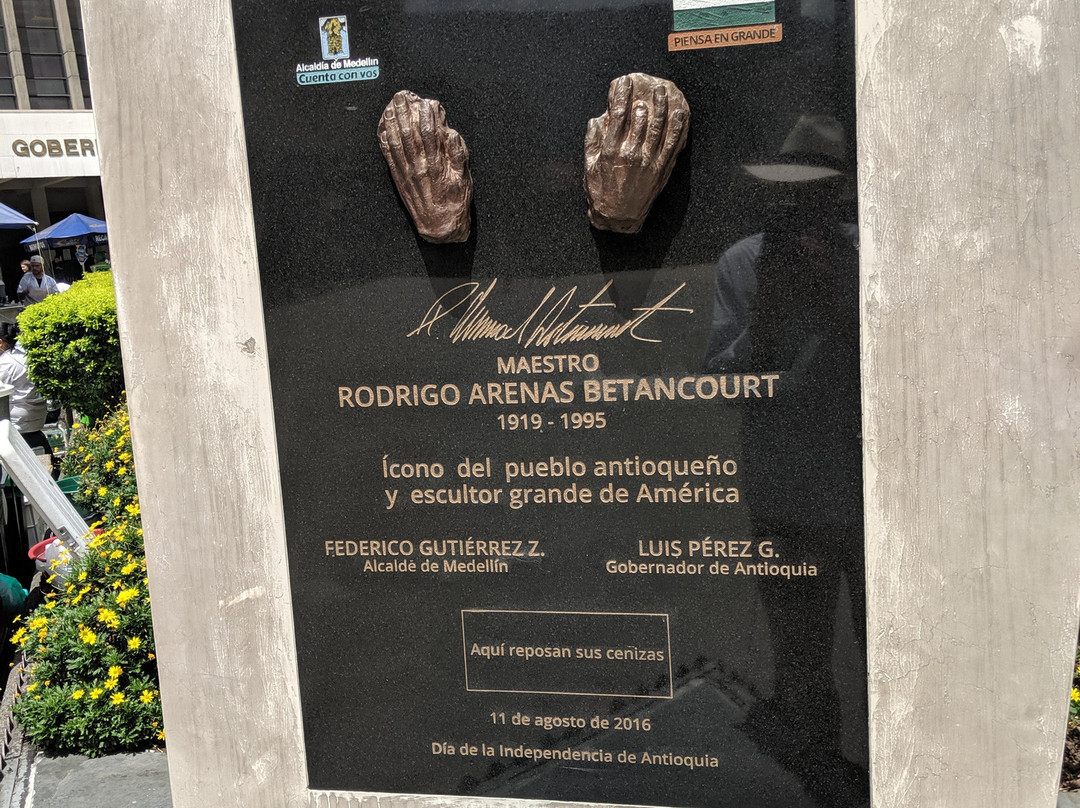 Alcaldía de Medellín
Cuenta con vos
PIENSA EN GRANDE
GOBER
MAESTRO
RODRIGO ARENAS BETANCOURT
1919 - 1995
Ícono del pueblo antioqueño
y escultor grande de América
FEDERICO GUTIÉRREZ Z.
Alcalde de Medellín
LUIS PÉREZ G.
Gobernador de Antioquia
Aquí reposan sus cenizas
11 de agosto de 2016
Día de la Independencia de Antioquia